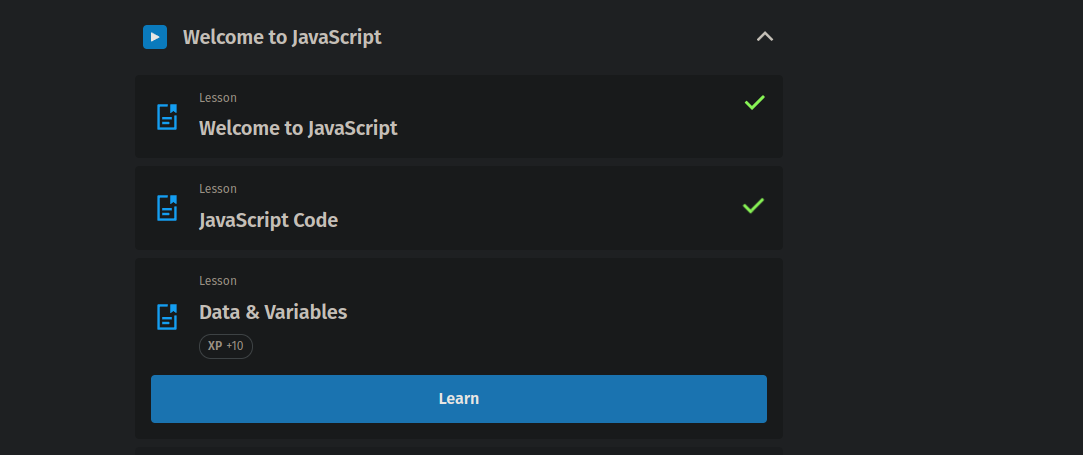 Welcome to JavaScript
Lesson
Welcome to JavaScript
Lesson
JavaScript Code
Lesson
Data & Variables
XP +10
Learn